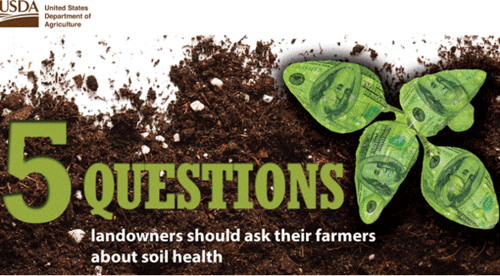 USDA
United States
Department of
Agriculture
5 QUESTIONS
landowners should ask their farmers
about soil health